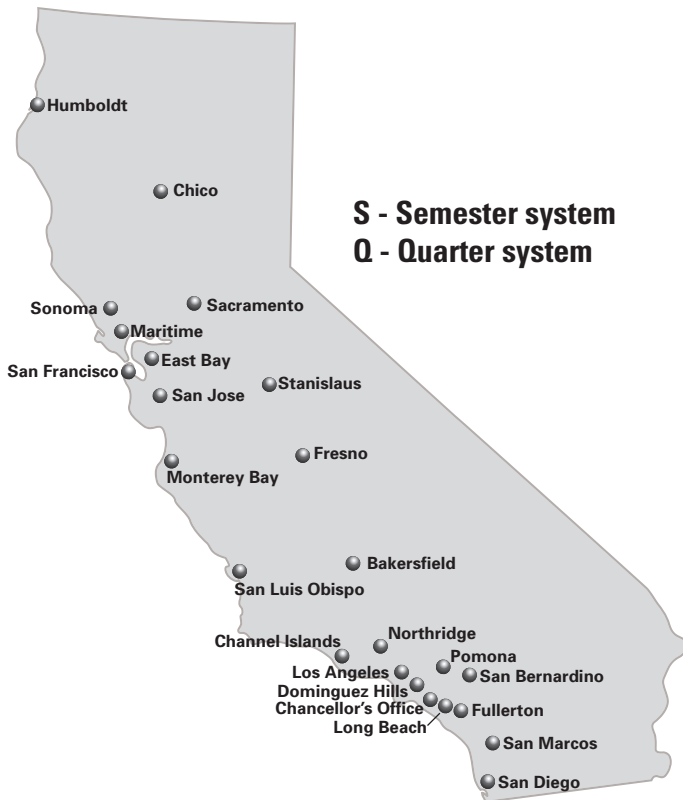 Humboldt
Chico
S - Semester system
Q - Quarter system
Sonoma
Sacramento
Maritime
East Bay
San Francisco
Stanislaus
San Jose
Fresno
Monterey Bay
Bakersfield
San Luis Obispo
Northridge
Channel Islands
Pomona
Los Angeles
San Bernardino
Dominguez Hills
Chancellor's Office
Fullerton
Long Beach
San Marcos
San Diego